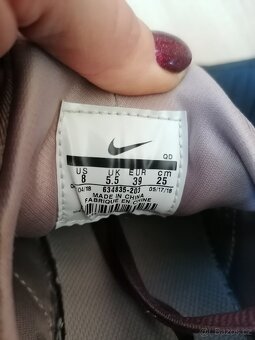 QD
US UK EUR cm
8 5.5 39 25
04/18 634835-203 05/17/18
MADE IN CHINA
FABRIQUÉ EN CHINE